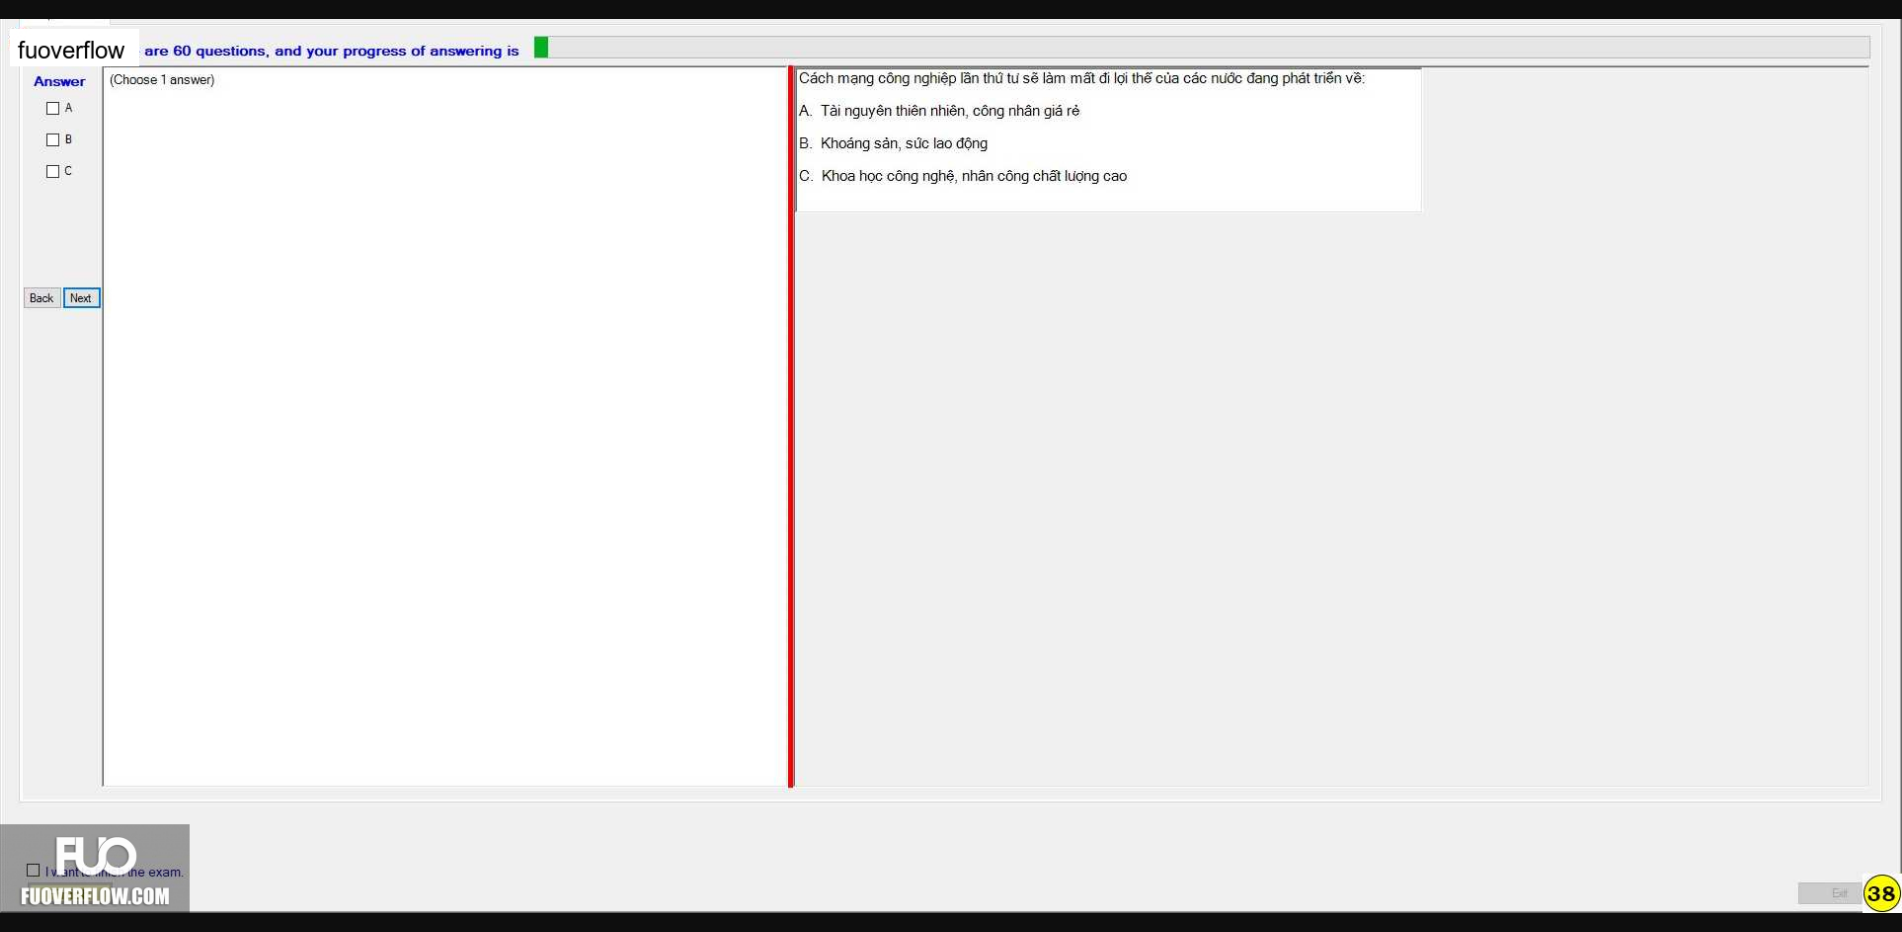 fuoverflow are 60 questions, and your progress of answering is
Answer
(Choose 1 answer)
A
B
C
Back Next
Cách mạng công nghiệp lần thứ tư sẽ làm mất đi lợi thế của các nước đang phát triển về:
A. Tài nguyên thiên nhiên, công nhân giá rẻ
B. Khoáng sản, sức lao động
C. Khoa học công nghệ, nhân công chất lượng cao
FUO
I want to finish the exam.
FUOVERFLOW.COM
Exit
38